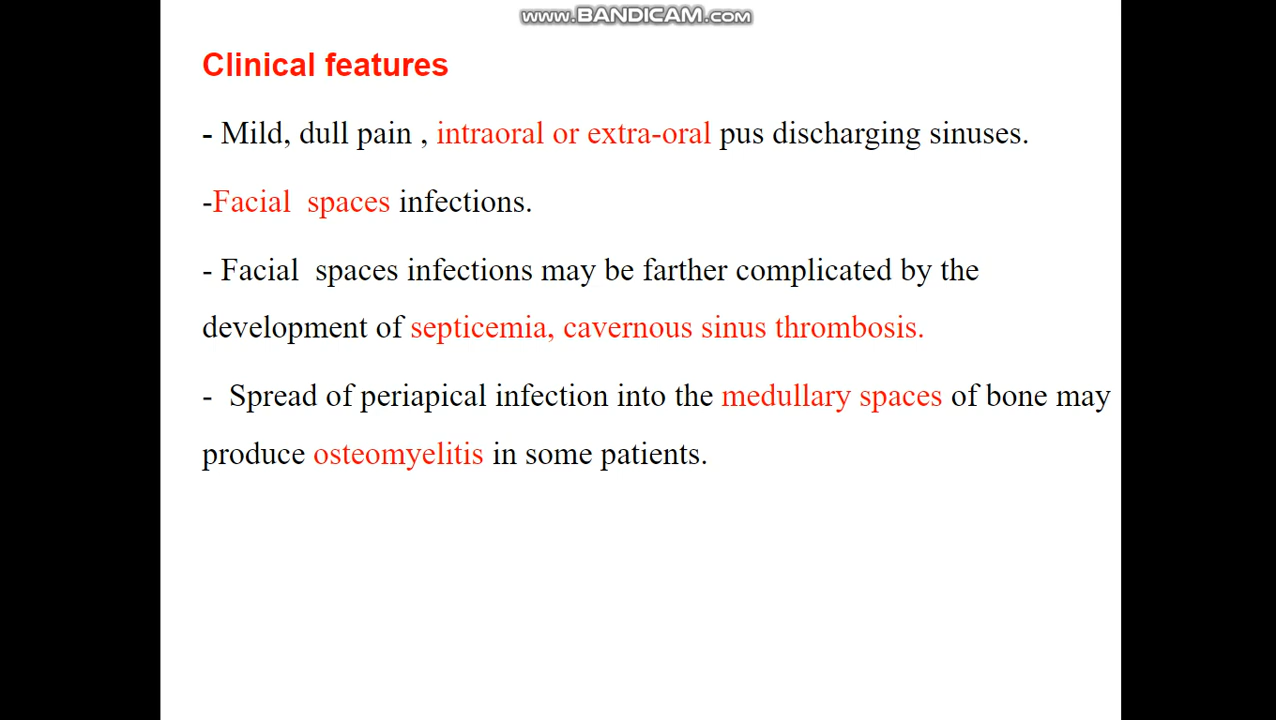 www.BANDICAM.com
Clinical features
- Mild, dull pain , intraoral or extra-oral pus discharging sinuses.
-Facial  spaces infections.
- Facial  spaces infections may be farther complicated by the
development of septicemia, cavernous sinus thrombosis.
-  Spread of periapical infection into the medullary spaces of bone may
produce osteomyelitis in some patients.